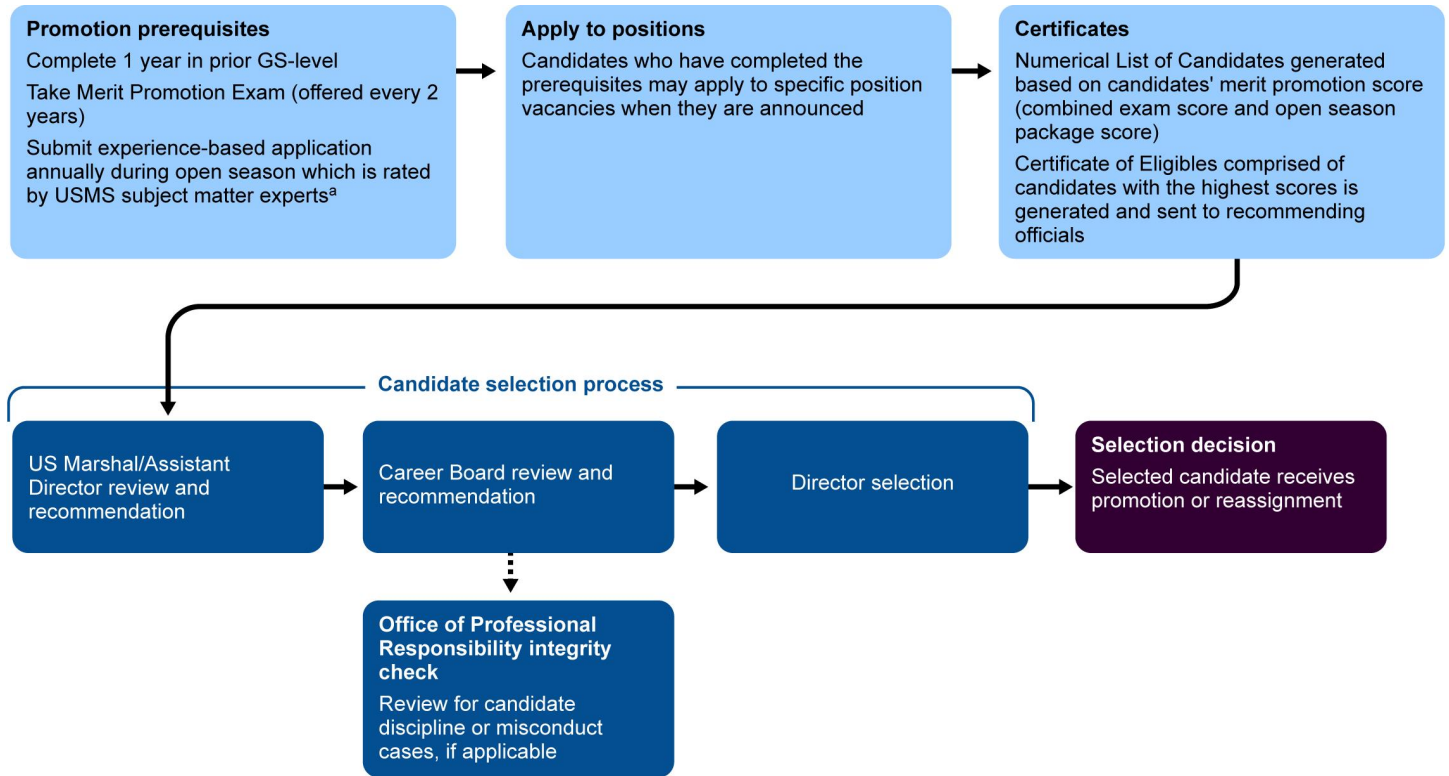 Promotion prerequisites
Complete 1 year in prior GS-level
Take Merit Promotion Exam (offered every 2
years)
Submit experience-based application
annually during open season which is rated
by USMS subject matter expertsᵃ
Apply to positions
Candidates who have completed the
prerequisites may apply to specific position
vacancies when they are announced
Certificates
Numerical List of Candidates generated
based on candidates' merit promotion score
(combined exam score and open season
package score)
Certificate of Eligibles comprised of
candidates with the highest scores is
generated and sent to recommending
officials
Candidate selection process
US Marshal/Assistant
Director review and
recommendation
Career Board review and
recommendation
Director selection
Selection decision
Selected candidate receives
promotion or reassignment
Office of Professional
Responsibility integrity
check
Review for candidate
discipline or misconduct
cases, if applicable